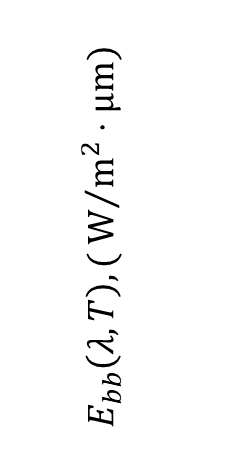 E_{bb}(λ, T), ( W/m² · μm)